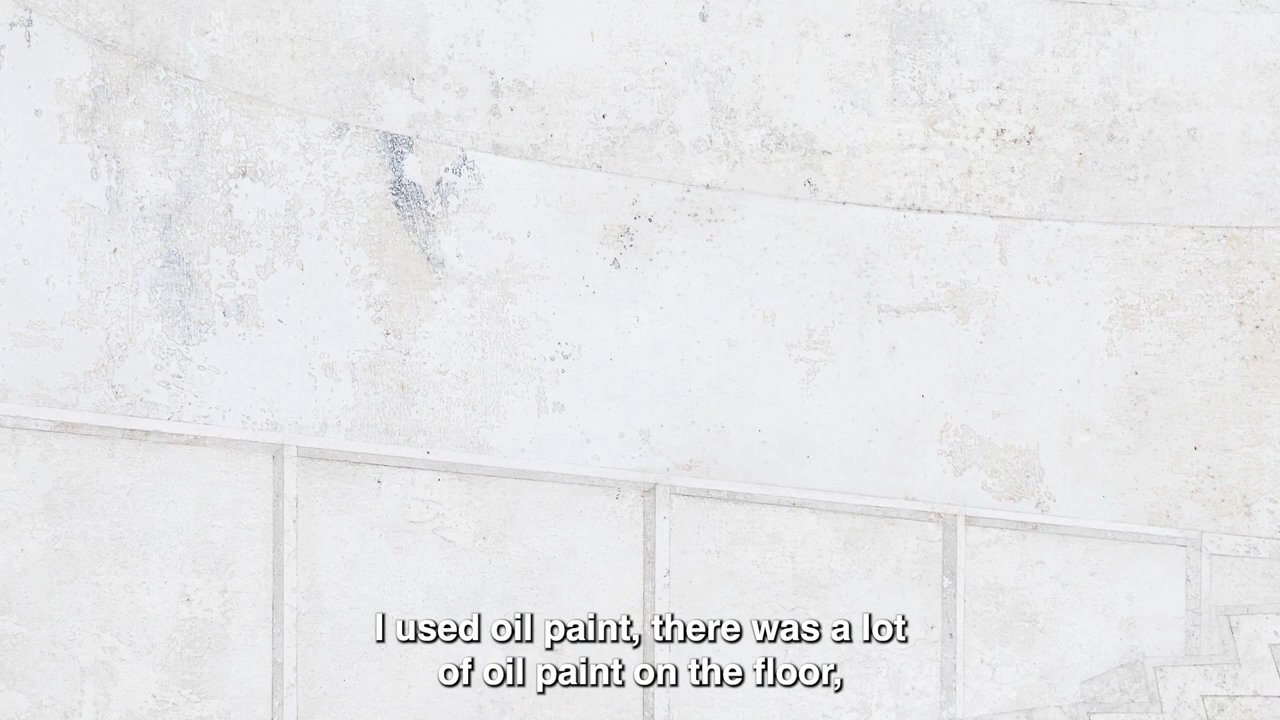 I used oil paint, there was a lot
of oil paint on the floor,